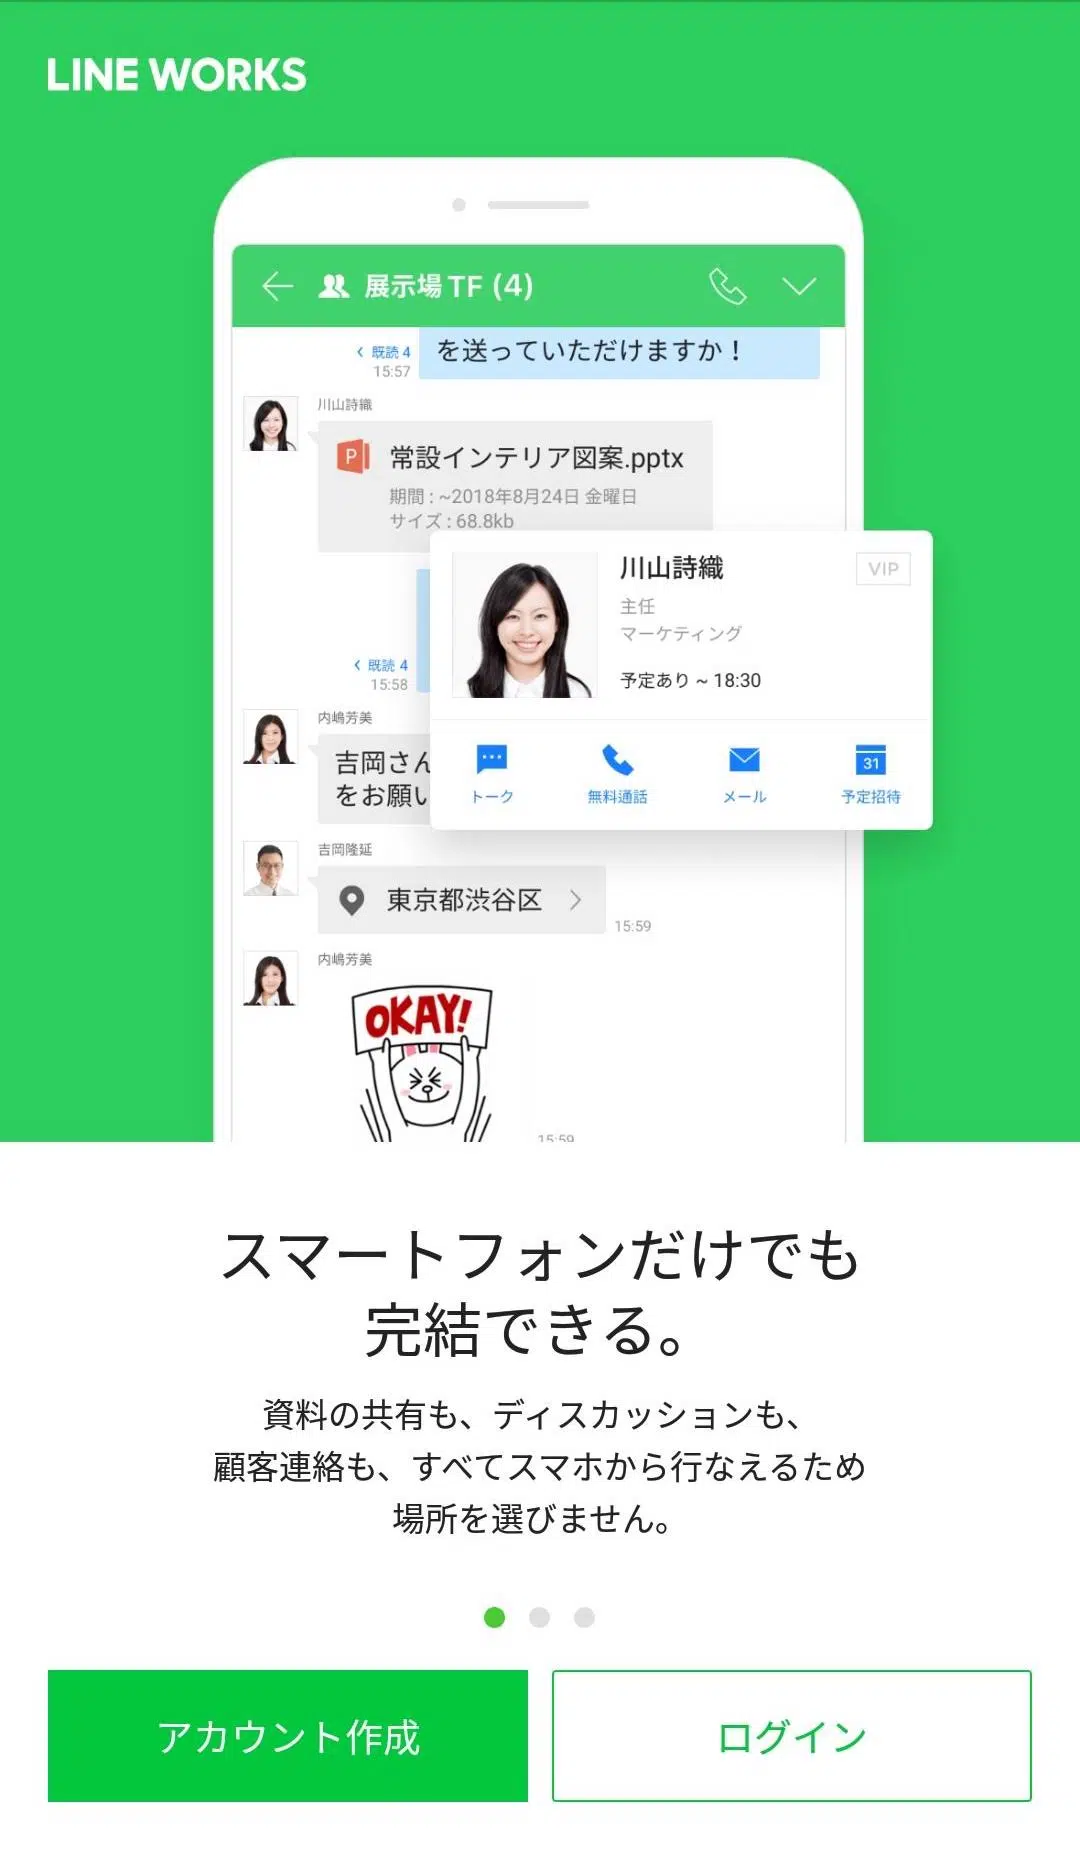 LINE WORKS
展示場TF (4)
を送っていただけますか！
既読 4
15:57
川山詩織
P
常設インテリア図案.pptx
期間 : ~2018年8月24日 金曜日
サイズ : 68.8kb
川山詩織
VIP
主任
マーケティング
予定あり ~ 18:30
トーク
無料通話
メール
31
予定招待
既読 4
15:58
内嶋芳美
吉岡さん
をお願い
吉岡隆延
東京都渋谷区
15:59
内嶋芳美
OKAY!
15:59
スマートフォンだけでも
完結できる。
資料の共有も、ディスカッションも、
顧客連絡も、すべてスマホから行なえるため
場所を選びません。
アカウント作成
ログイン